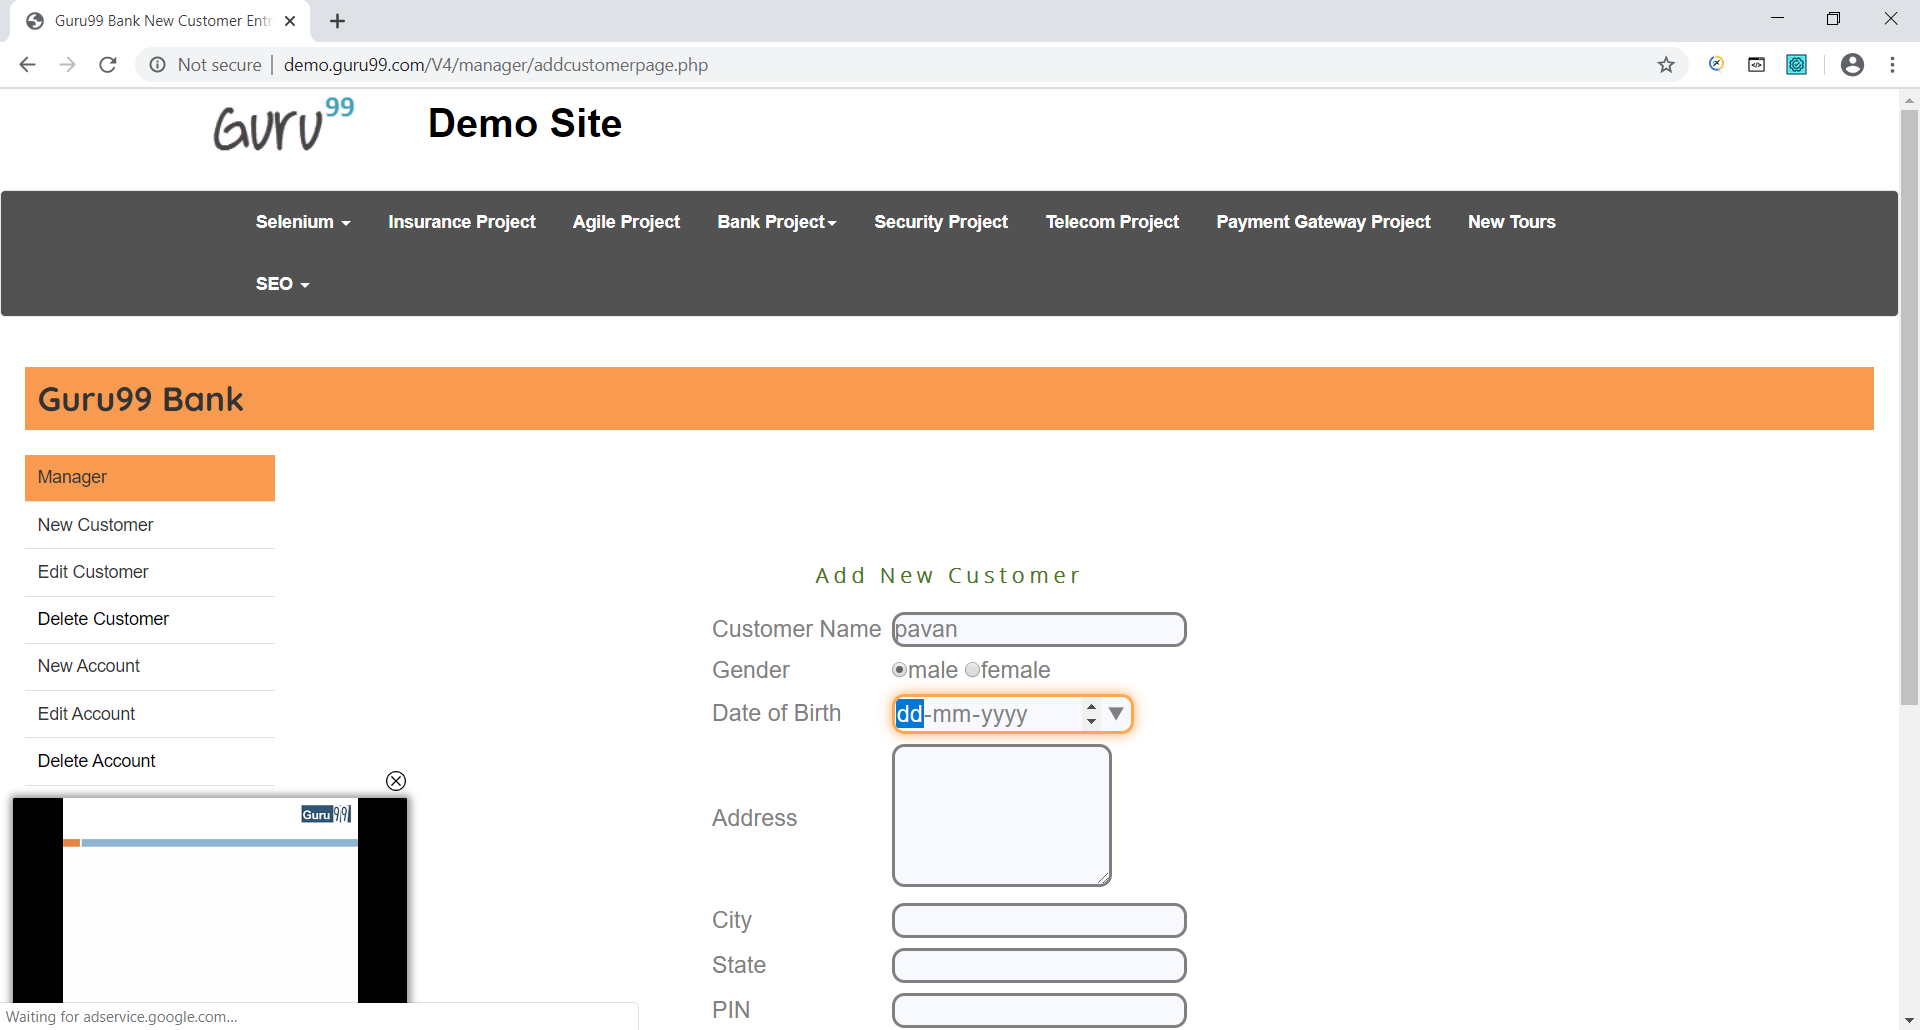 Guru99 Bank New Customer Entr
Not secure | demo.guru99.com/V4/manager/addcustomerpage.php
Guru99
Demo Site
Selenium Insurance Project Agile Project Bank Project Security Project Telecom Project Payment Gateway Project New Tours
SEO
Guru99 Bank
Manager
New Customer
Edit Customer
Delete Customer
New Account
Edit Account
Delete Account
Add New Customer
Customer Name pavan
Gender male female
Date of Birth dd-mm-yyyy
Address
City
State
PIN
Guru 99
Waiting for adservice.google.com...